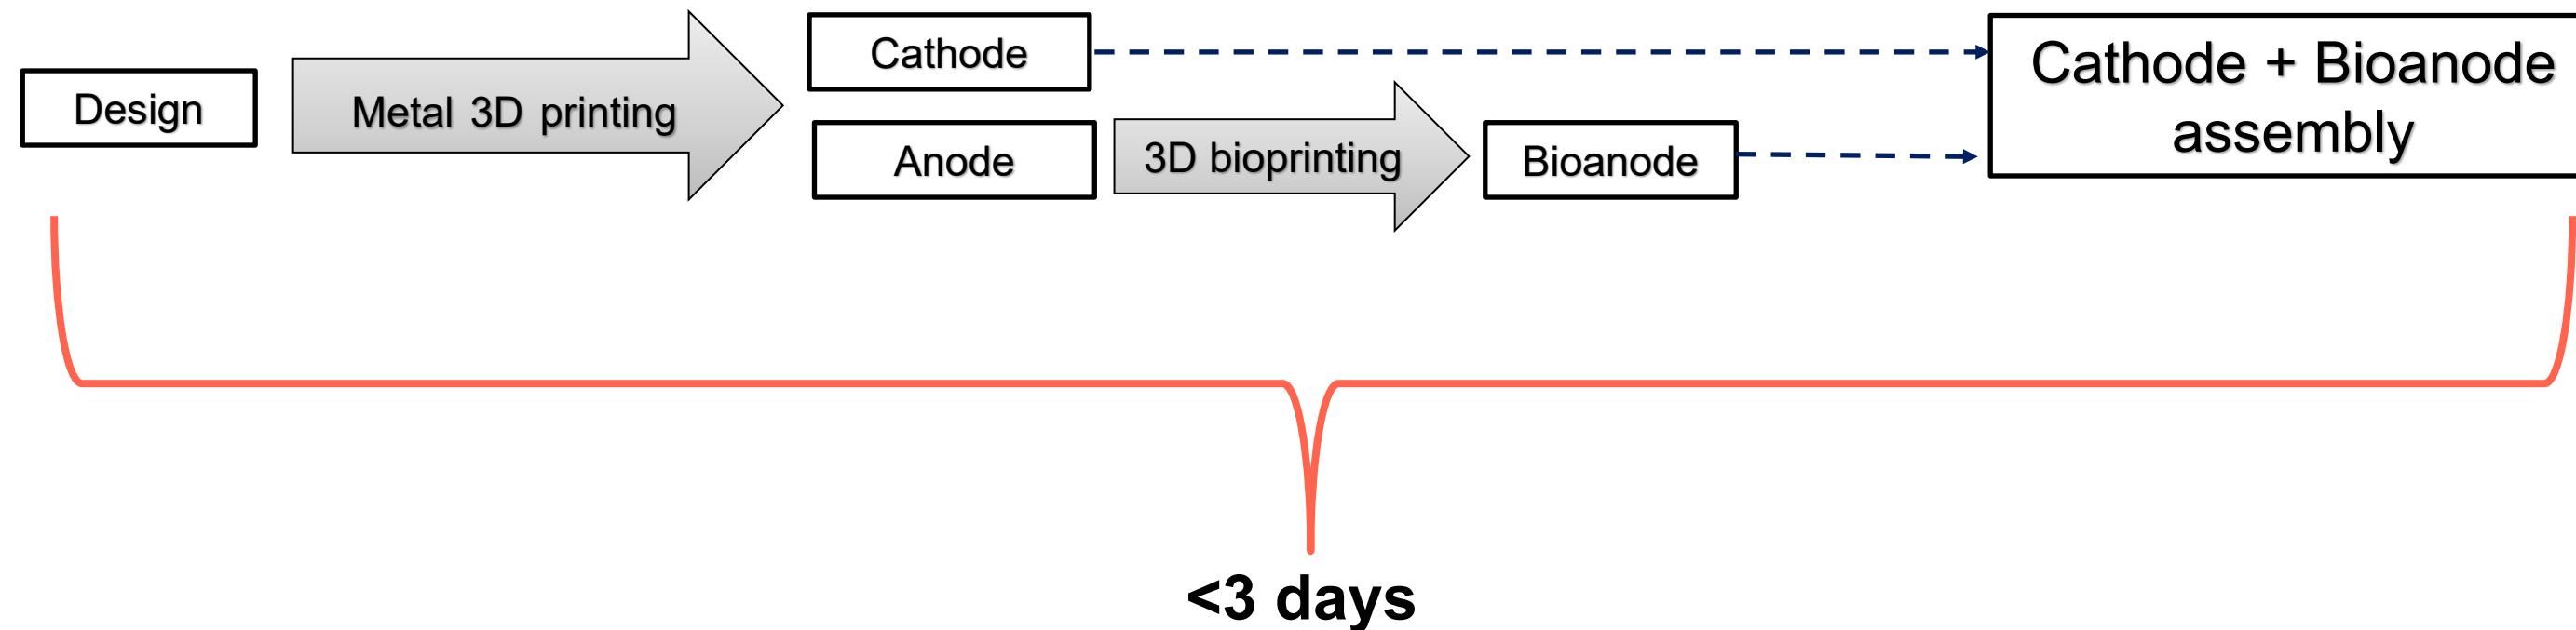 Design
Metal 3D printing
Cathode
Anode
3D bioprinting
Bioanode
Cathode + Bioanode
assembly
<3 days